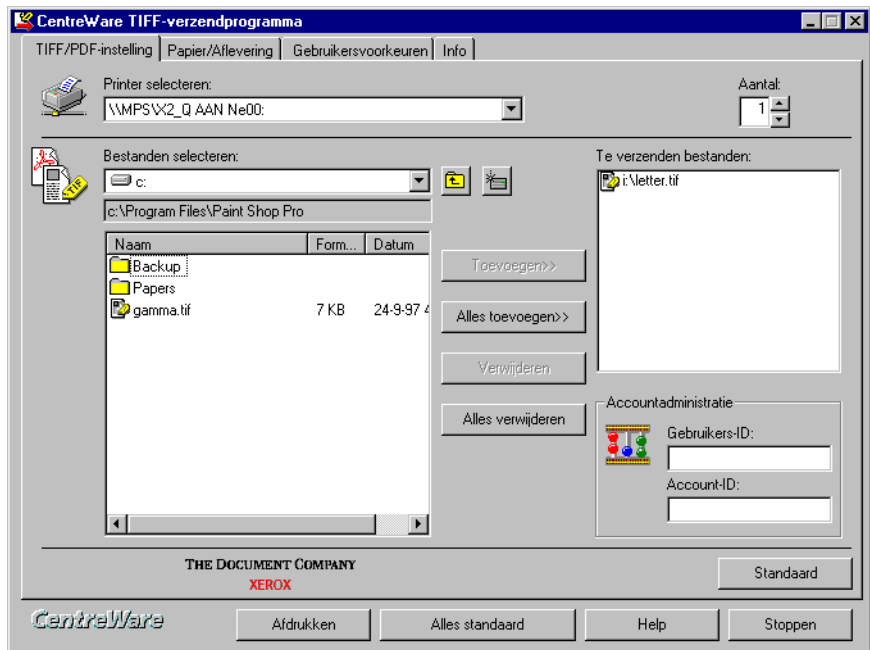 CentreWare TIFF-verzendprogramma
TIFF/PDF-instelling Papier/Aflevering Gebruikersvoorkeuren Info
Printer selecteren:
Aantal:
\\MPS\X2_Q AAN Ne00:
1
Bestanden selecteren:
Te verzenden bestanden:
c:
i:\letter.tif
c:\Program Files\Paint Shop Pro
Naam Form... Datum
Backup
Papers
gamma.tif 7 KB 24-9-97 4
Toevoegen>>
Alles toevoegen>>
Verwijderen
Alles verwijderen
Accountadministratie
Gebruikers-ID:
Account-ID:
THE DOCUMENT COMPANY
XEROX
Standaard
CentreWare
Afdrukken Alles standaard Help Stoppen